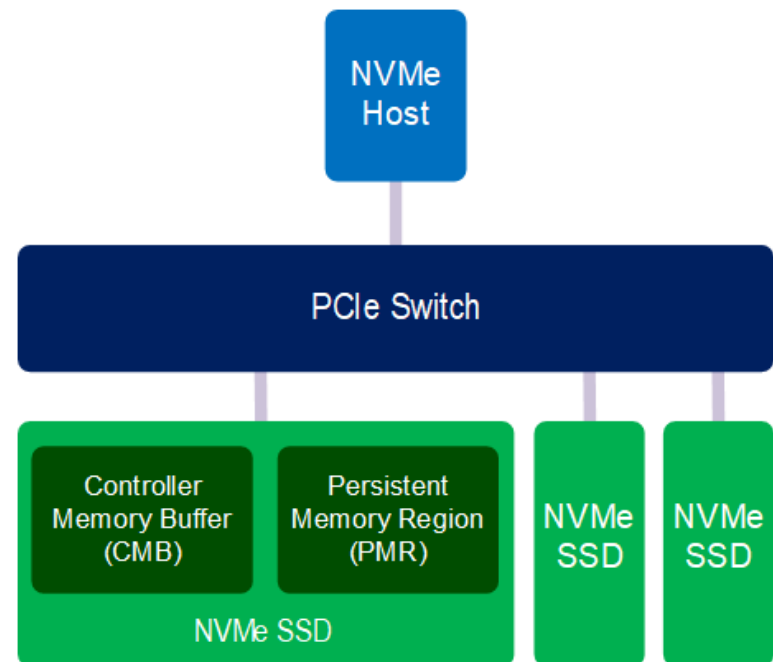 NVMe
Host
PCIe Switch
Controller
Memory Buffer
(CMB)
Persistent
Memory Region
(PMR)
NVMe SSD
NVMe
SSD
NVMe
SSD